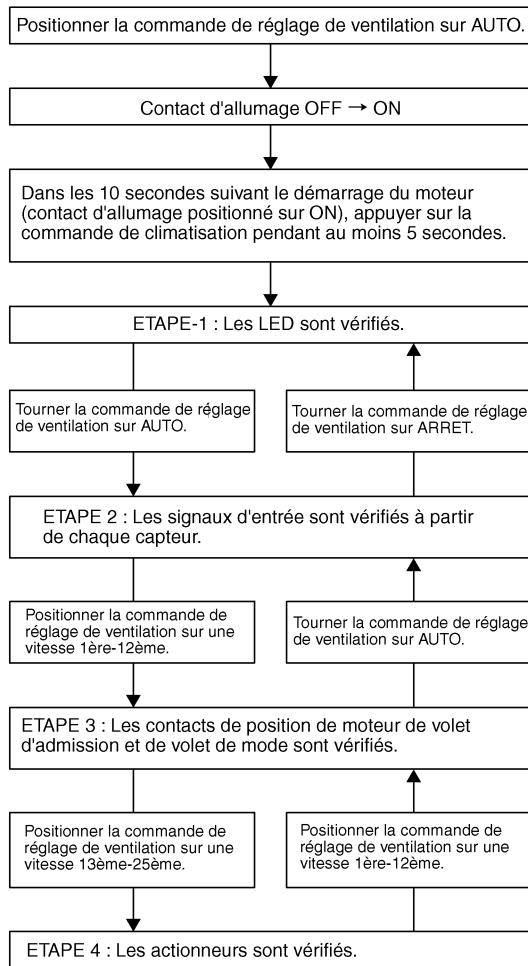 Positionner la commande de réglage de ventilation sur AUTO.
Contact d'allumage OFF → ON
Dans les 10 secondes suivant le démarrage du moteur
(contact d'allumage positionné sur ON), appuyer sur la
commande de climatisation pendant au moins 5 secondes.
ETAPE-1 : Les LED sont vérifiés.
Tourner la commande de réglage
de ventilation sur AUTO.
Tourner la commande de réglage
de ventilation sur ARRET.
ETAPE 2 : Les signaux d'entrée sont vérifiés à partir
de chaque capteur.
Positionner la commande de
réglage de ventilation sur une
vitesse 1ère-12ème.
Tourner la commande de réglage
de ventilation sur AUTO.
ETAPE 3 : Les contacts de position de moteur de volet
d'admission et de volet de mode sont vérifiés.
Positionner la commande de
réglage de ventilation sur une
vitesse 13ème-25ème.
Positionner la commande de
réglage de ventilation sur une
vitesse 1ère-12ème.
ETAPE 4 : Les actionneurs sont vérifiés.